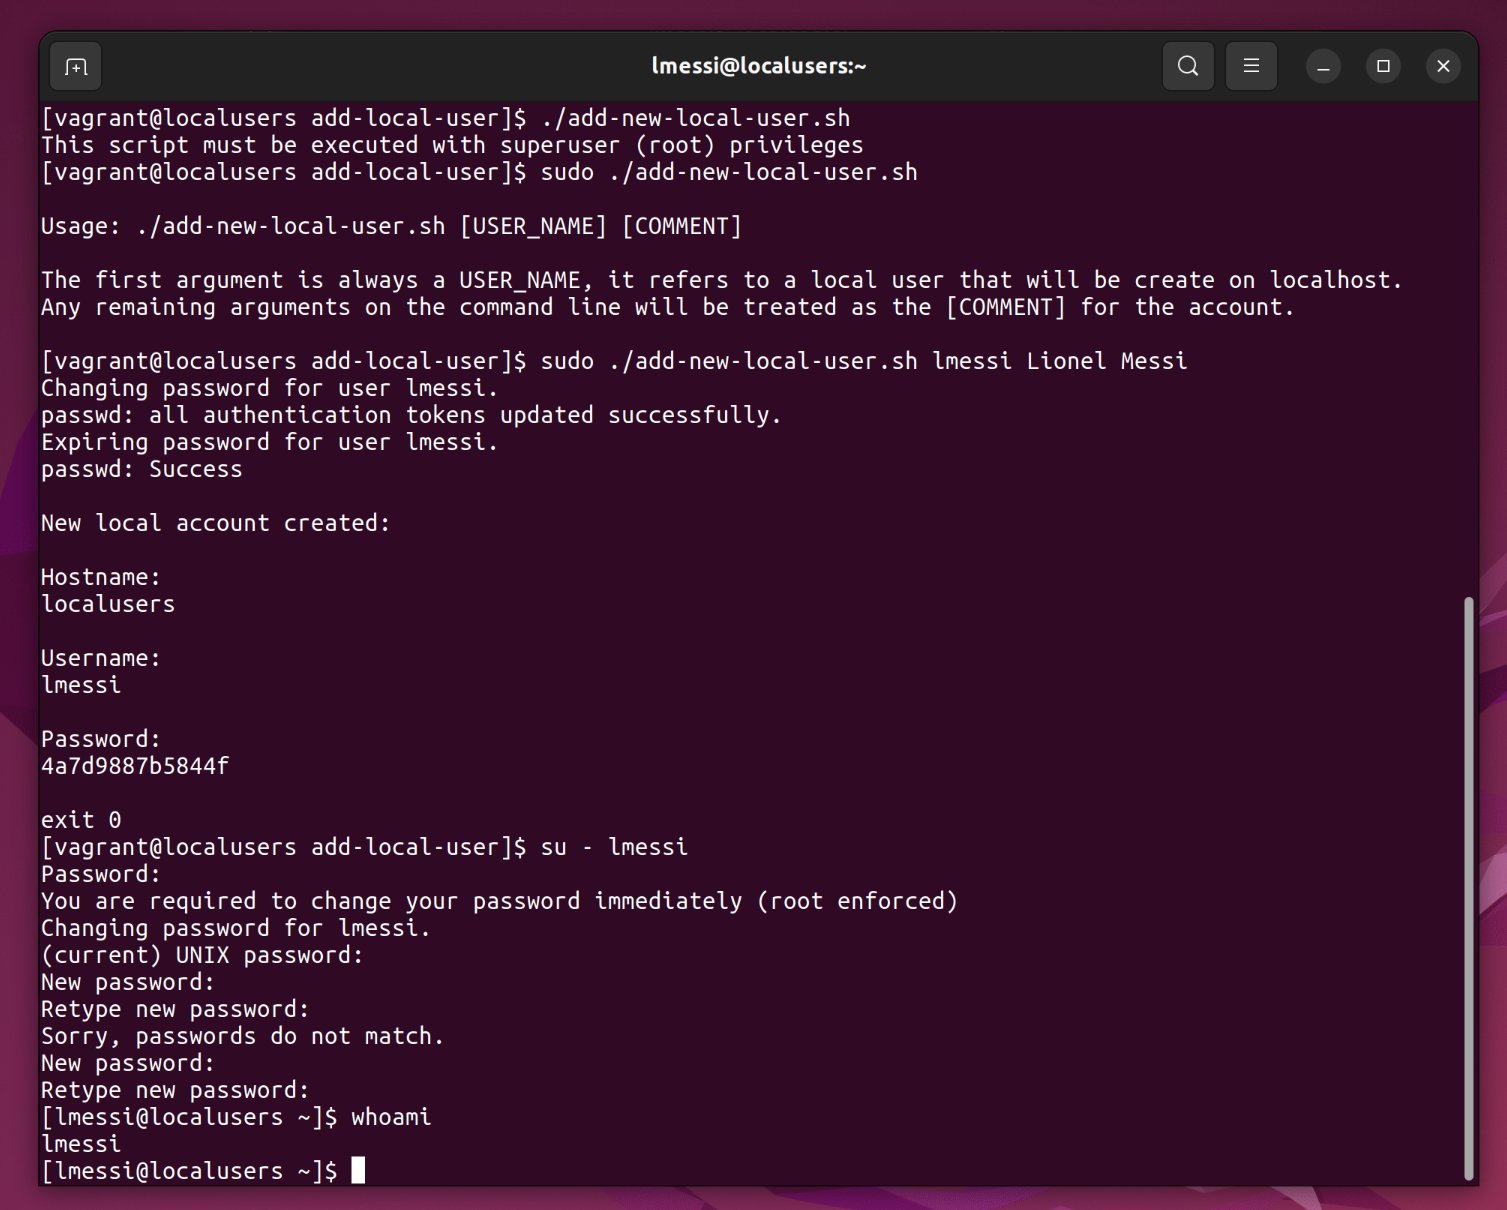 lmessi@localusers:~
[vagrant@localusers add-local-user]$ ./add-new-local-user.sh
This script must be executed with superuser (root) privileges
[vagrant@localusers add-local-user]$ sudo ./add-new-local-user.sh
Usage: ./add-new-local-user.sh [USER_NAME] [COMMENT]
The first argument is always a USER_NAME, it refers to a local user that will be create on localhost.
Any remaining arguments on the command line will be treated as the [COMMENT] for the account.
[vagrant@localusers add-local-user]$ sudo ./add-new-local-user.sh lmessi Lionel Messi
Changing password for user lmessi.
passwd: all authentication tokens updated successfully.
Expiring password for user lmessi.
passwd: Success
New local account created:
Hostname:
localusers
Username:
lmessi
Password:
4a7d9887b5844f
exit 0
[vagrant@localusers add-local-user]$ su - lmessi
Password:
You are required to change your password immediately (root enforced)
Changing password for lmessi.
(current) UNIX password:
New password:
Retype new password:
Sorry, passwords do not match.
New password:
Retype new password:
[lmessi@localusers ~]$ whoami
lmessi
[lmessi@localusers ~]$